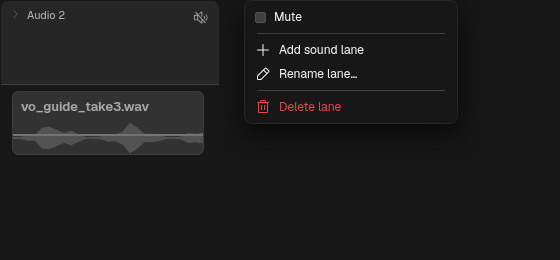 Audio 2
Mute
Add sound lane
Rename lane…
Delete lane
vo_guide_take3.wav